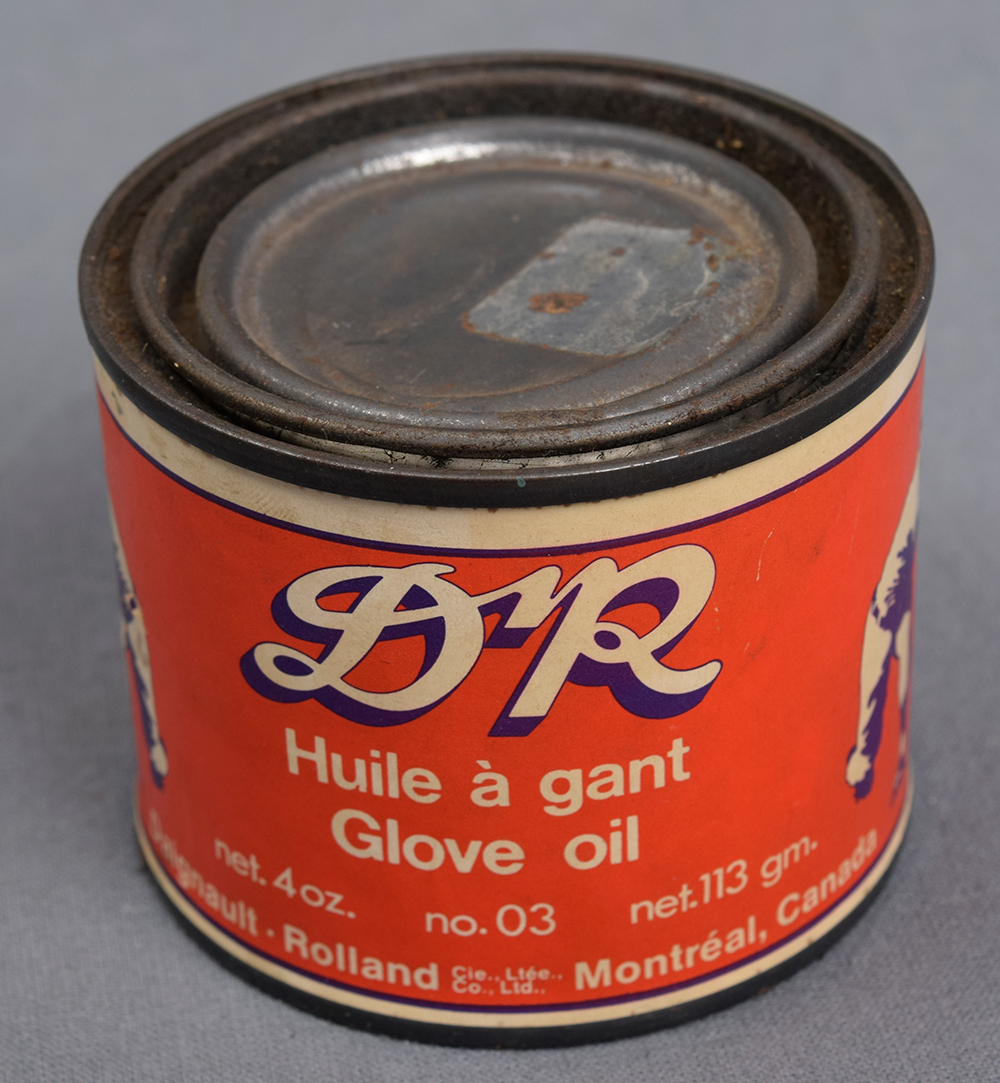 DR
Huile à gant
Glove oil
net. 4oz. no. 03 net. 113 gm.
Rolland Cie., Ltée., Montréal, Canada
Co., Ltd.,